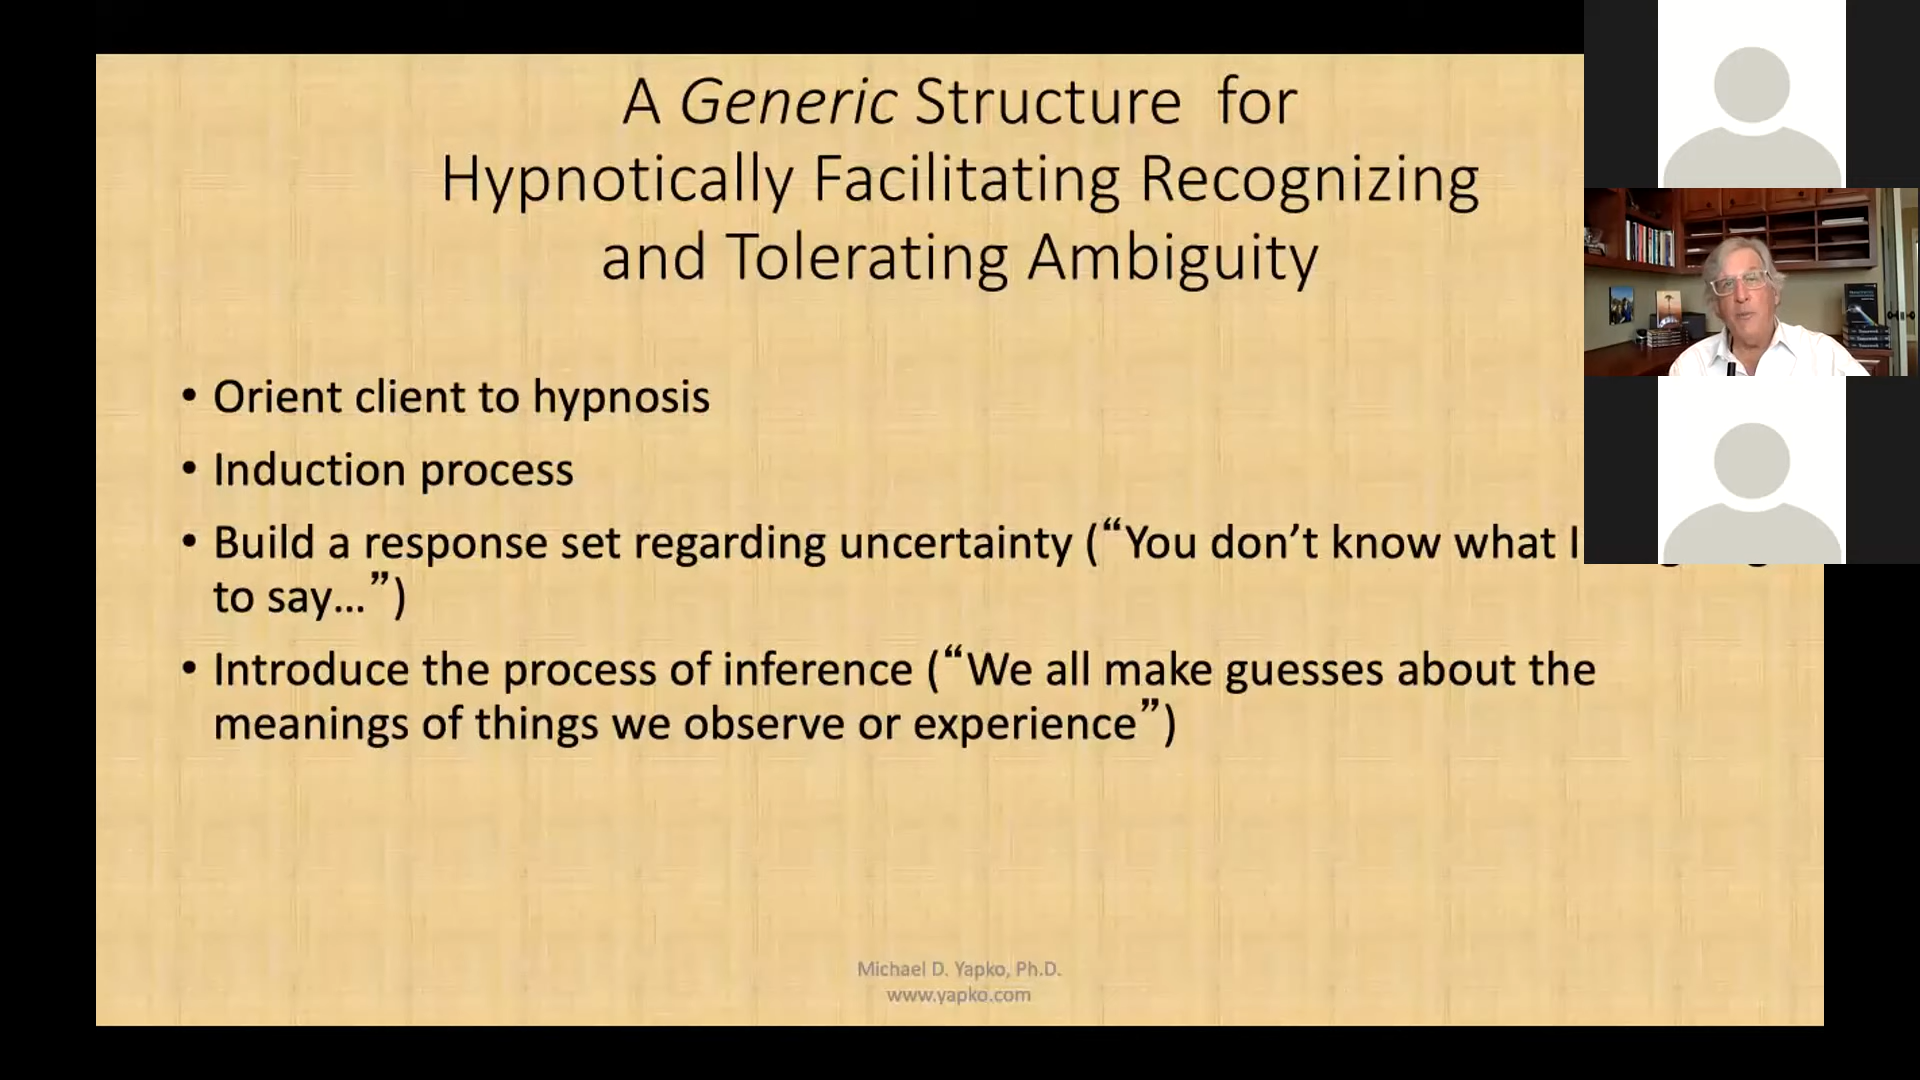 A Generic Structure for
Hypnotically Facilitating Recognizing
and Tolerating Ambiguity
• Orient client to hypnosis
• Induction process
• Build a response set regarding uncertainty (“You don’t know what I
to say…”)
• Introduce the process of inference (“We all make guesses about the
meanings of things we observe or experience”)
Michael D. Yapko, Ph.D.
www.yapko.com